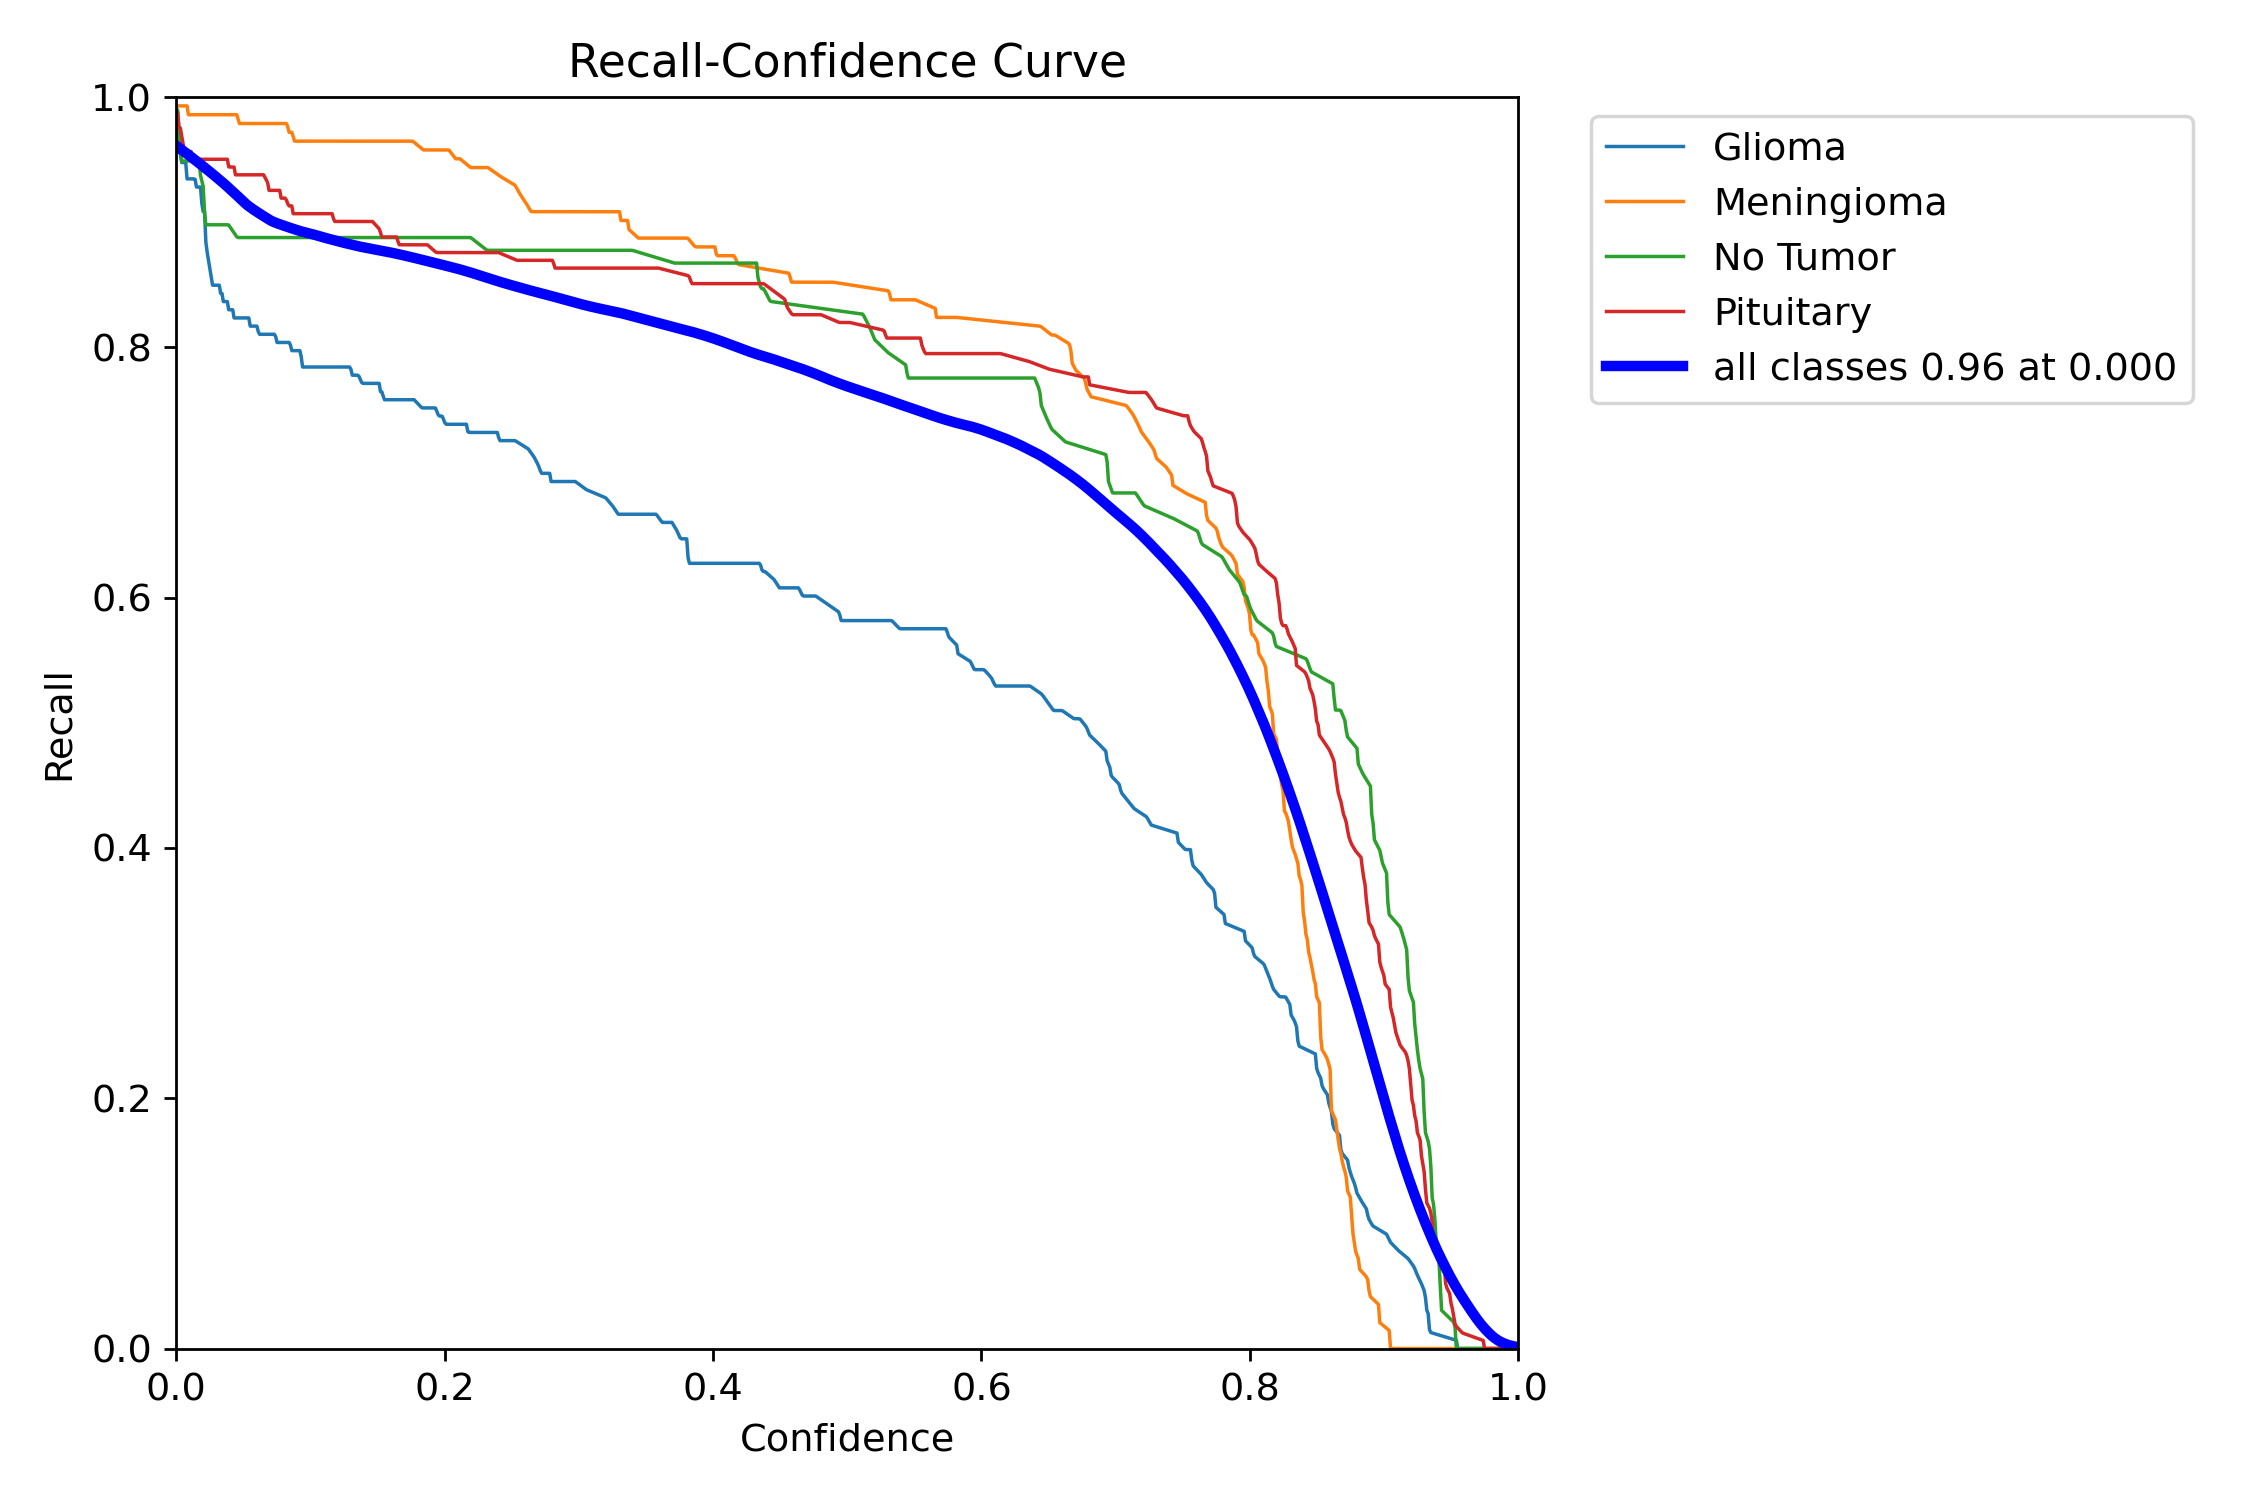 Recall-Confidence Curve
1.0
0.8
0.6
0.4
0.2
0.0
Recall
0.0 0.2 0.4 0.6 0.8 1.0
Confidence
Glioma
Meningioma
No Tumor
Pituitary
all classes 0.96 at 0.000